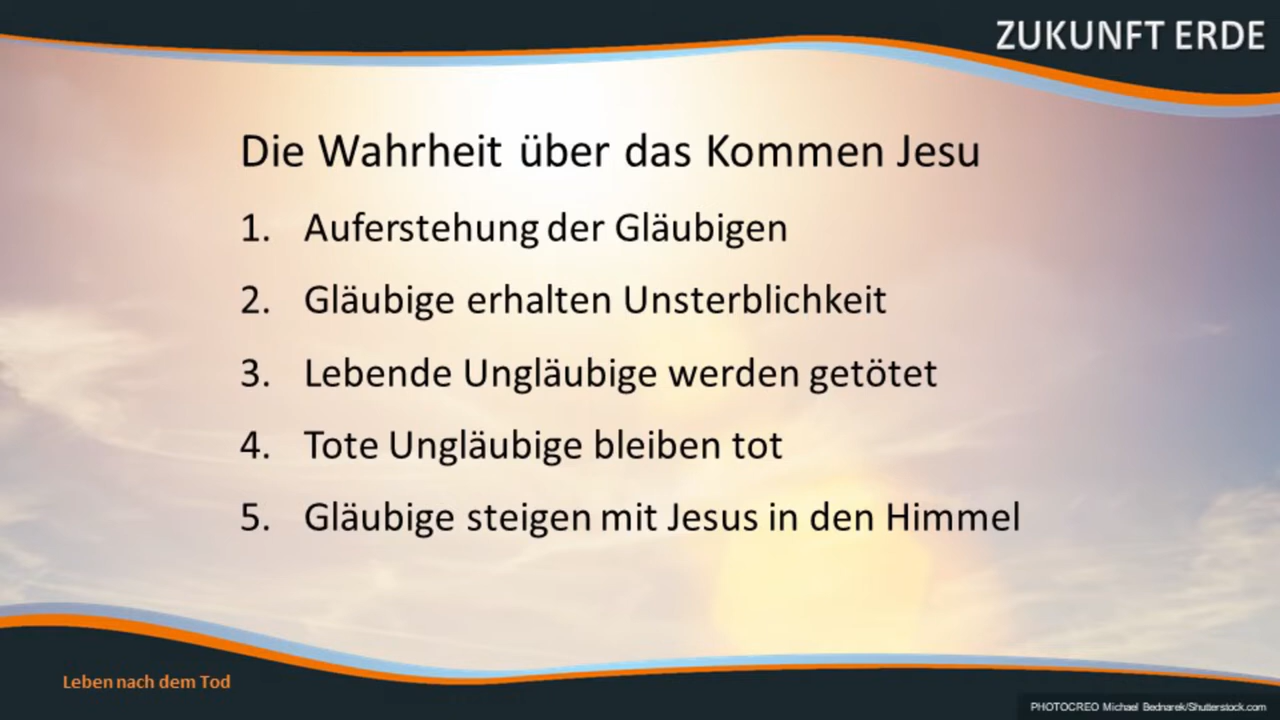 ZUKUNFT ERDE
Die Wahrheit über das Kommen Jesu
1. Auferstehung der Gläubigen
2. Gläubige erhalten Unsterblichkeit
3. Lebende Ungläubige werden getötet
4. Tote Ungläubige bleiben tot
5. Gläubige steigen mit Jesus in den Himmel
Leben nach dem Tod
PHOTOCREO Michael Bednarek/Shutterstock.com